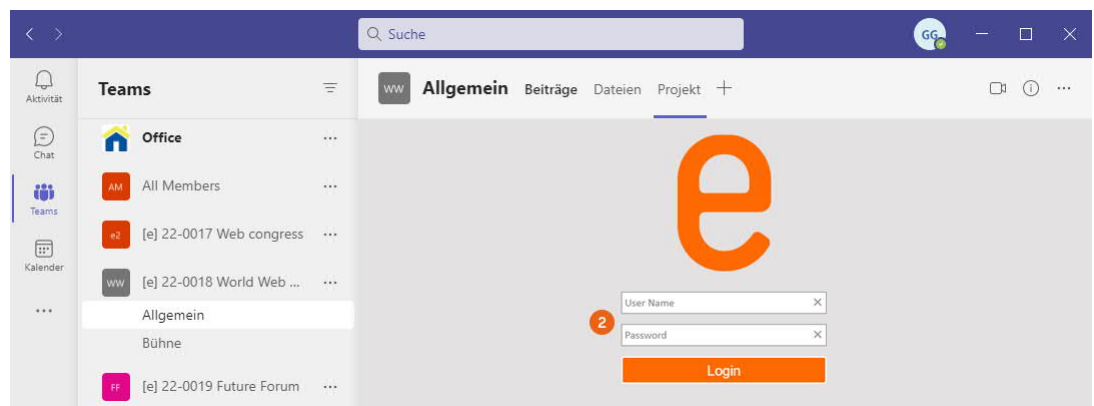 Suche
GG
Aktivität
Chat
Teams
Kalender
Teams
Office
AM All Members
e2 [e] 22-0017 Web congress
WW [e] 22-0018 World Web ...
Allgemein
Bühne
FF [e] 22-0019 Future Forum
WW Allgemein Beiträge Dateien Projekt
e
User Name
2
Password
Login